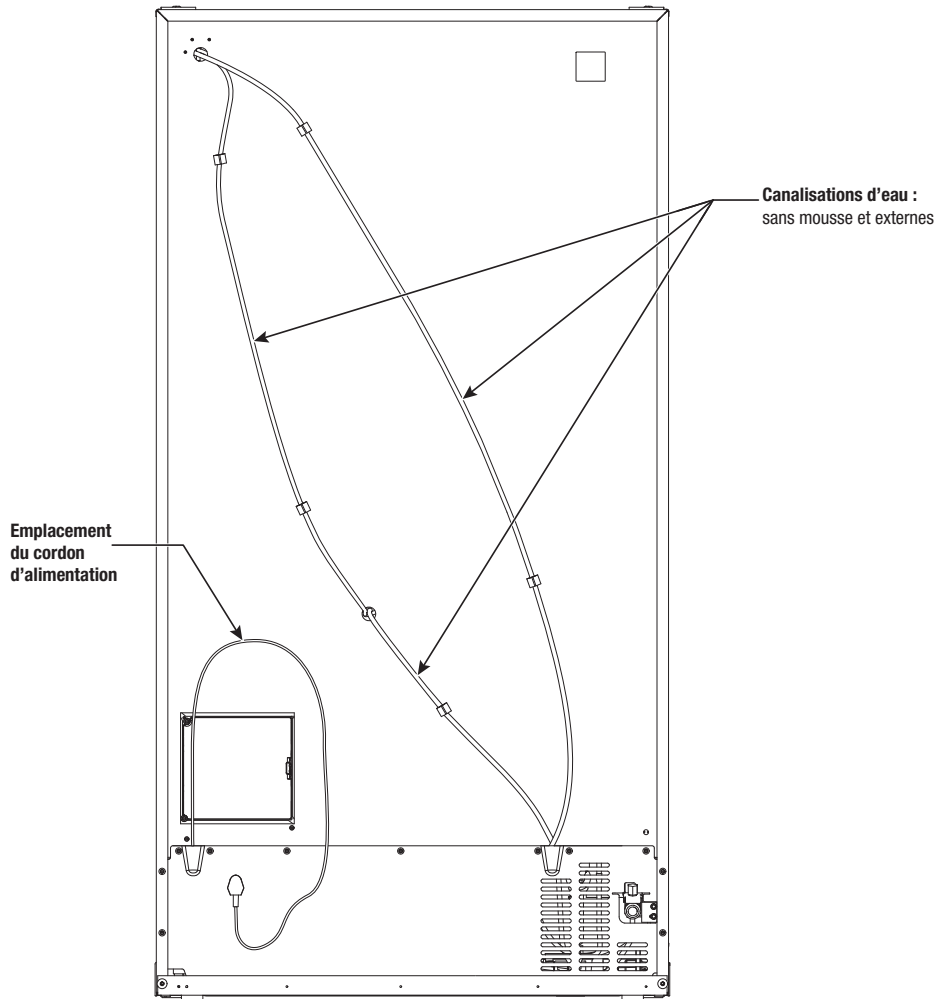 Canalisations d'eau :
sans mousse et externes
Emplacement
du cordon
d'alimentation